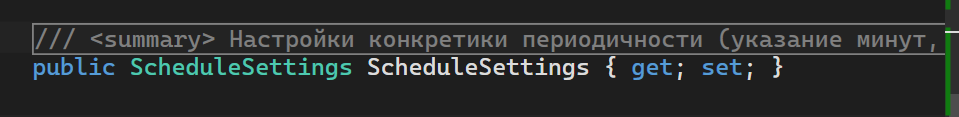 /// <summary> Настройки конкретики периодичности (указание минут,
public ScheduleSettings ScheduleSettings { get; set; }